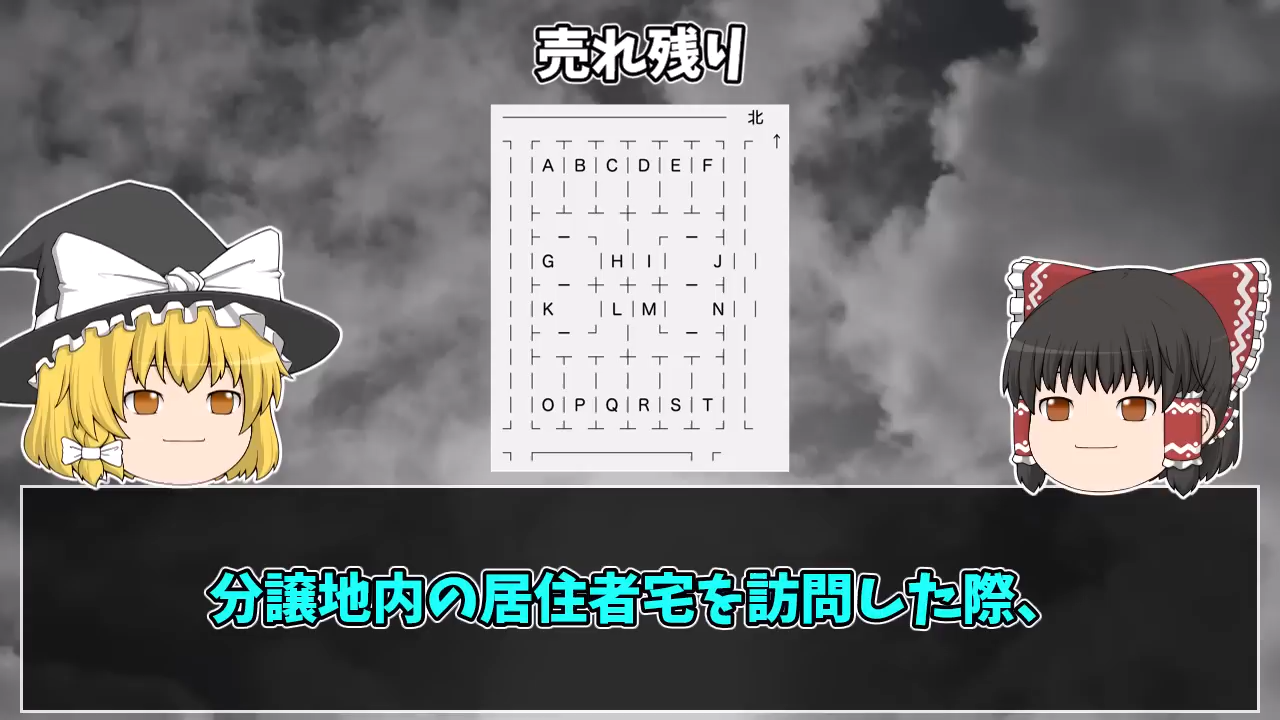 売れ残り
北
↑
A B C D E F
G H I J
K L M N
O P Q R S T
分譲地内の居住者宅を訪問した際、